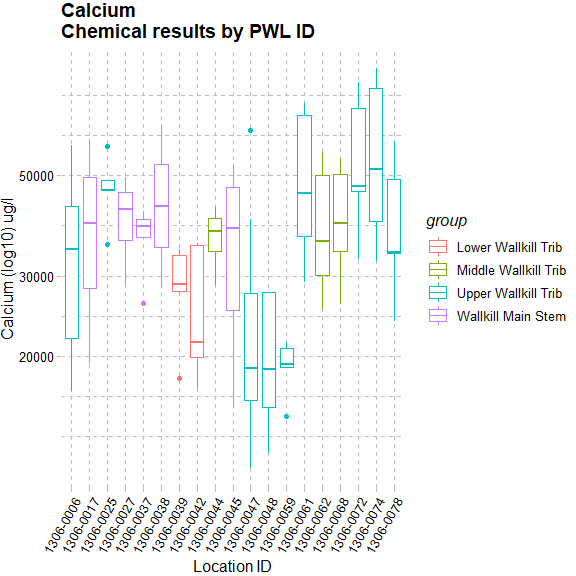 Calcium
Chemical results by PWL ID
Calcium (log10) ug/l
50000
30000
20000
1306-0006
1306-0017
1306-0025
1306-0027
1306-0037
1306-0038
1306-0039
1306-0042
1306-0044
1306-0045
1306-0047
1306-0048
1306-0059
1306-0061
1306-0062
1306-0068
1306-0072
1306-0074
1306-0078
Location ID
group
Lower Wallkill Trib
Middle Wallkill Trib
Upper Wallkill Trib
Wallkill Main Stem